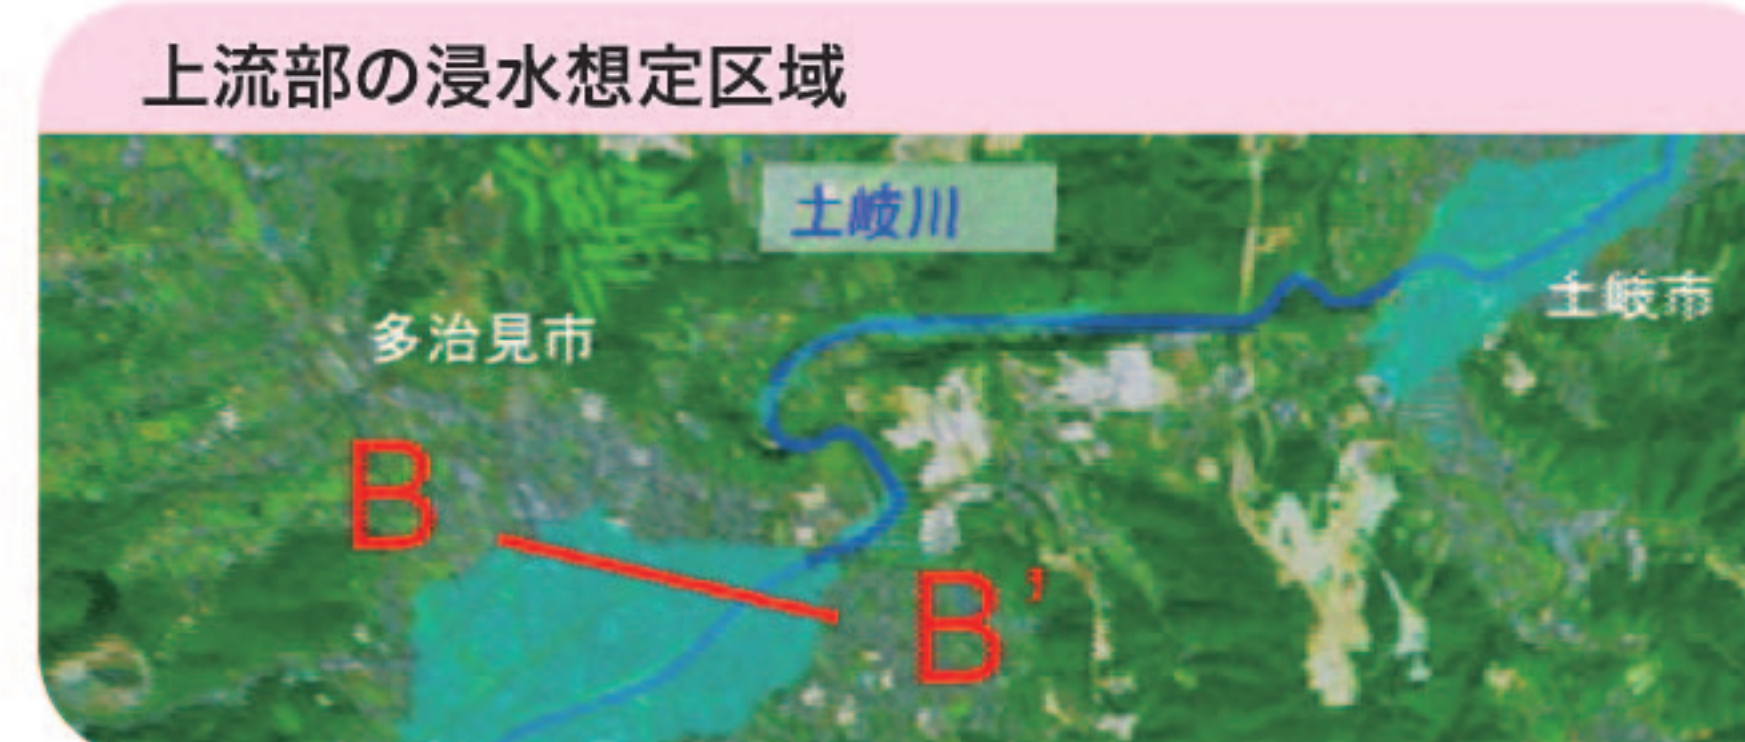 上流部の浸水想定区域
土岐川
土岐市
多治見市
B
B’